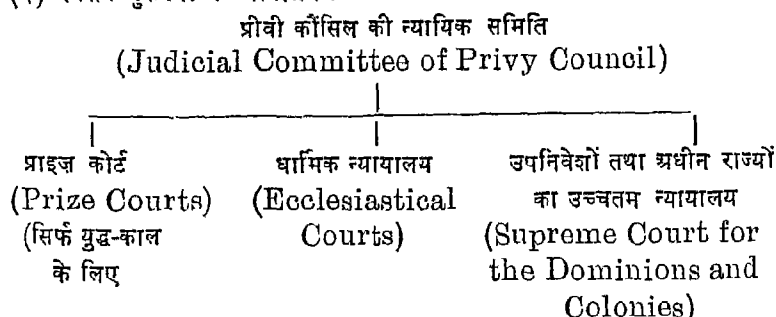 प्रीवी कौंसिल की न्यायिक समिति
(Judicial Committee of Privy Council)
प्राइज़ कोर्ट
(Prize Courts)
(सिर्फ युद्ध-काल
के लिए
धार्मिक न्यायालय
(Ecclesiastical
Courts)
उपनिवेशों तथा अधीन राज्यों
का उच्चतम न्यायालय
(Supreme Court for
the Dominions and
Colonies)